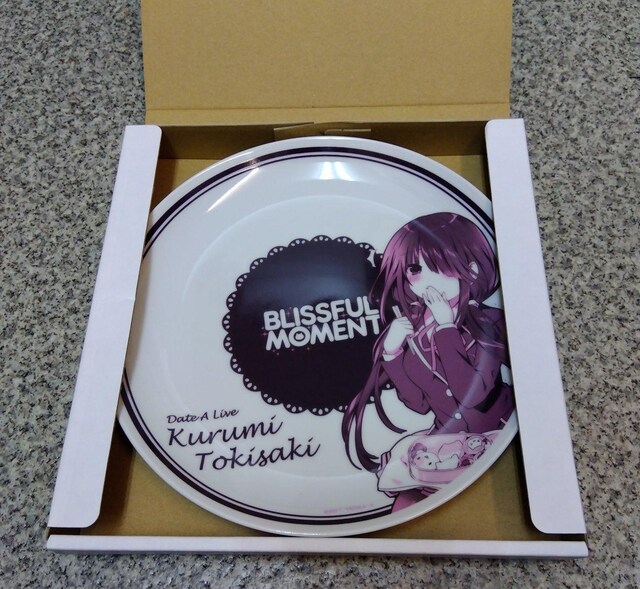 BLISSFUL
MOMENT
Date A Live
Kurumi
Tokisaki